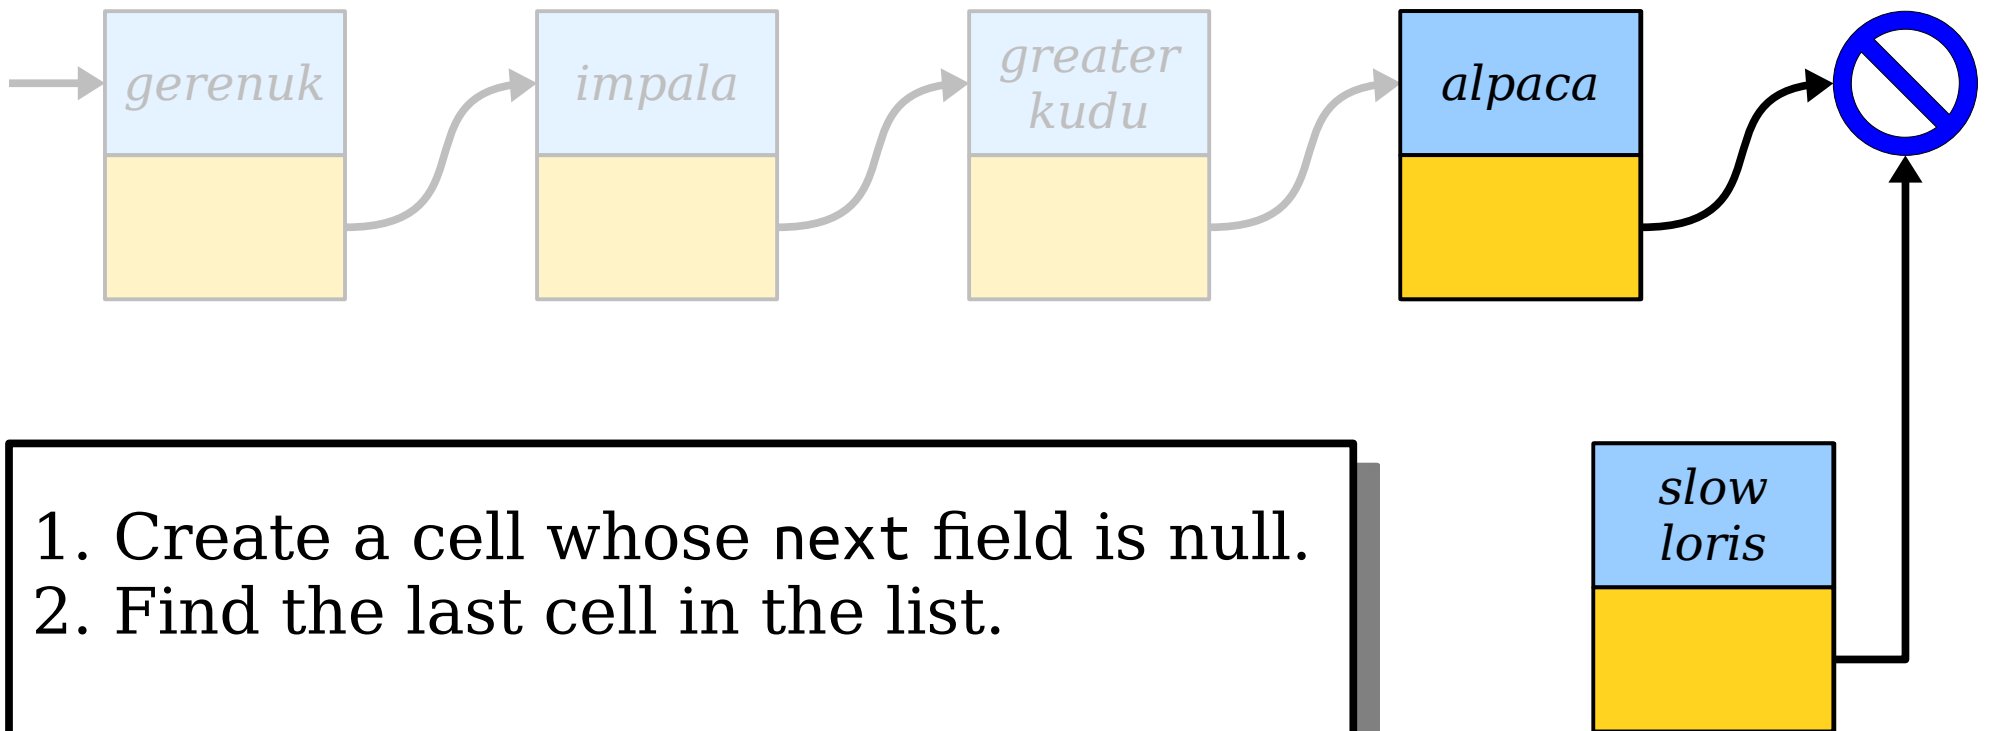 gerenuk
impala
greater
kudu
alpaca
slow
loris
1. Create a cell whose next field is null.
2. Find the last cell in the list.